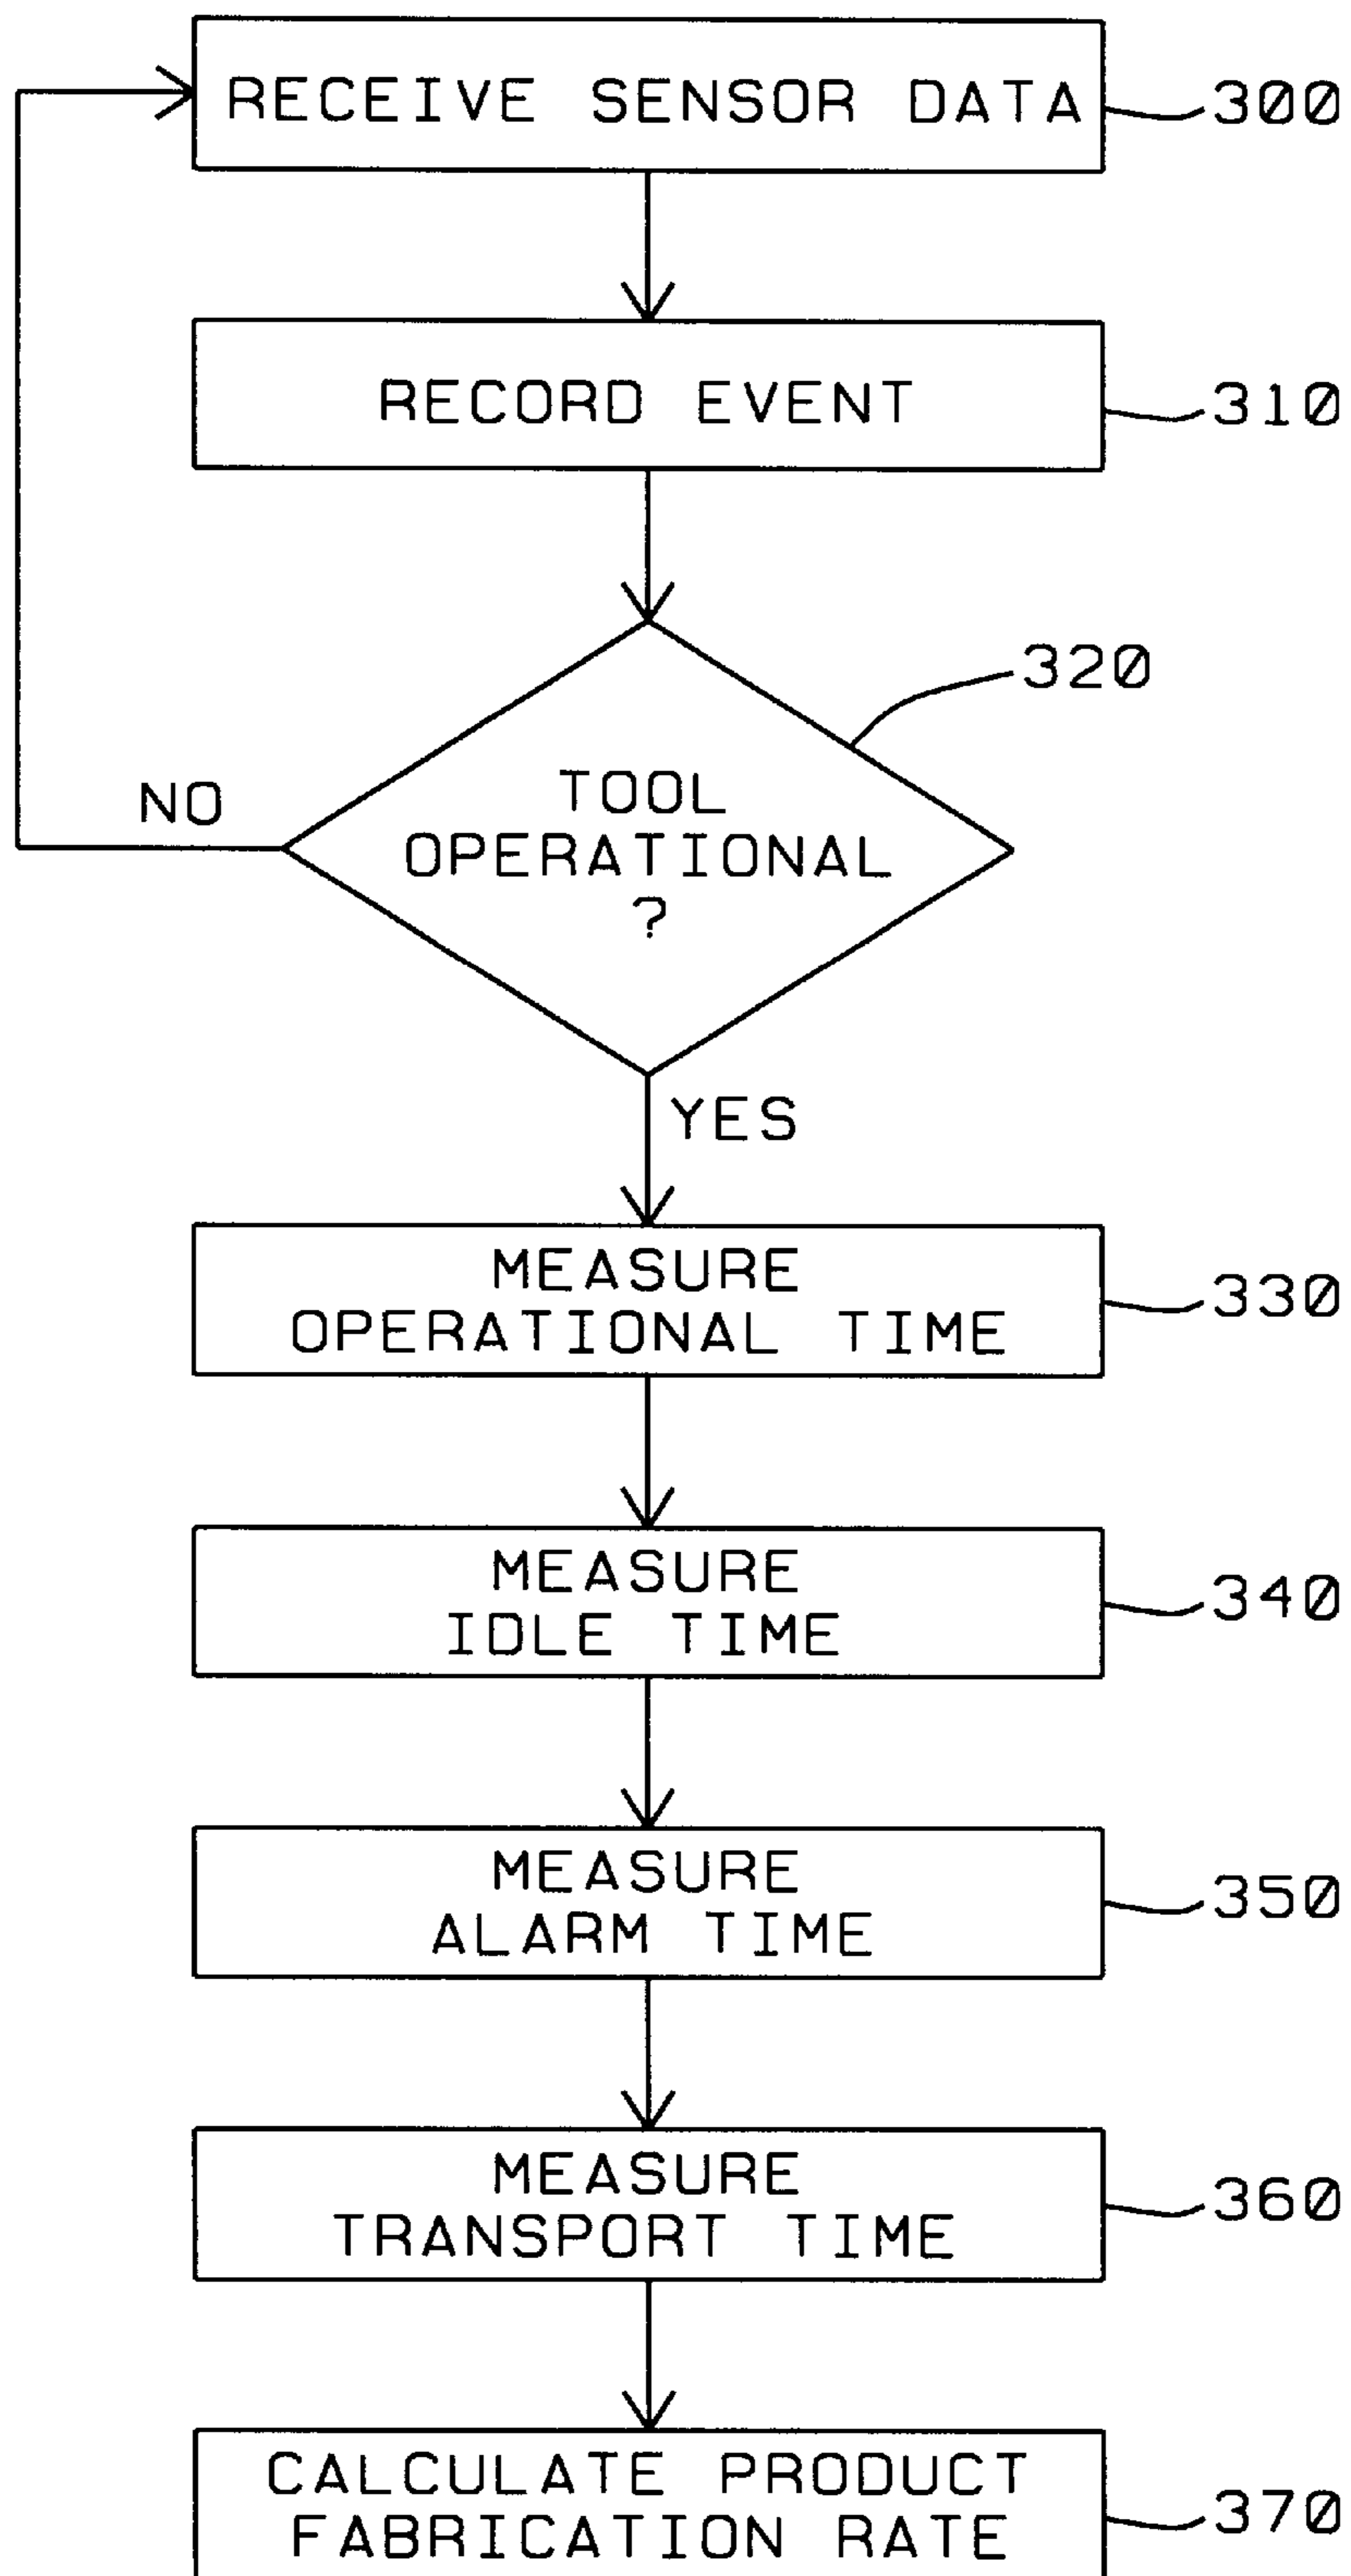 RECEIVE SENSOR DATA
300
RECORD EVENT
310
320
TOOL
OPERATIONAL
?
NO
YES
MEASURE
OPERATIONAL TIME
330
MEASURE
IDLE TIME
340
MEASURE
ALARM TIME
350
MEASURE
TRANSPORT TIME
360
CALCULATE PRODUCT
FABRICATION RATE
370